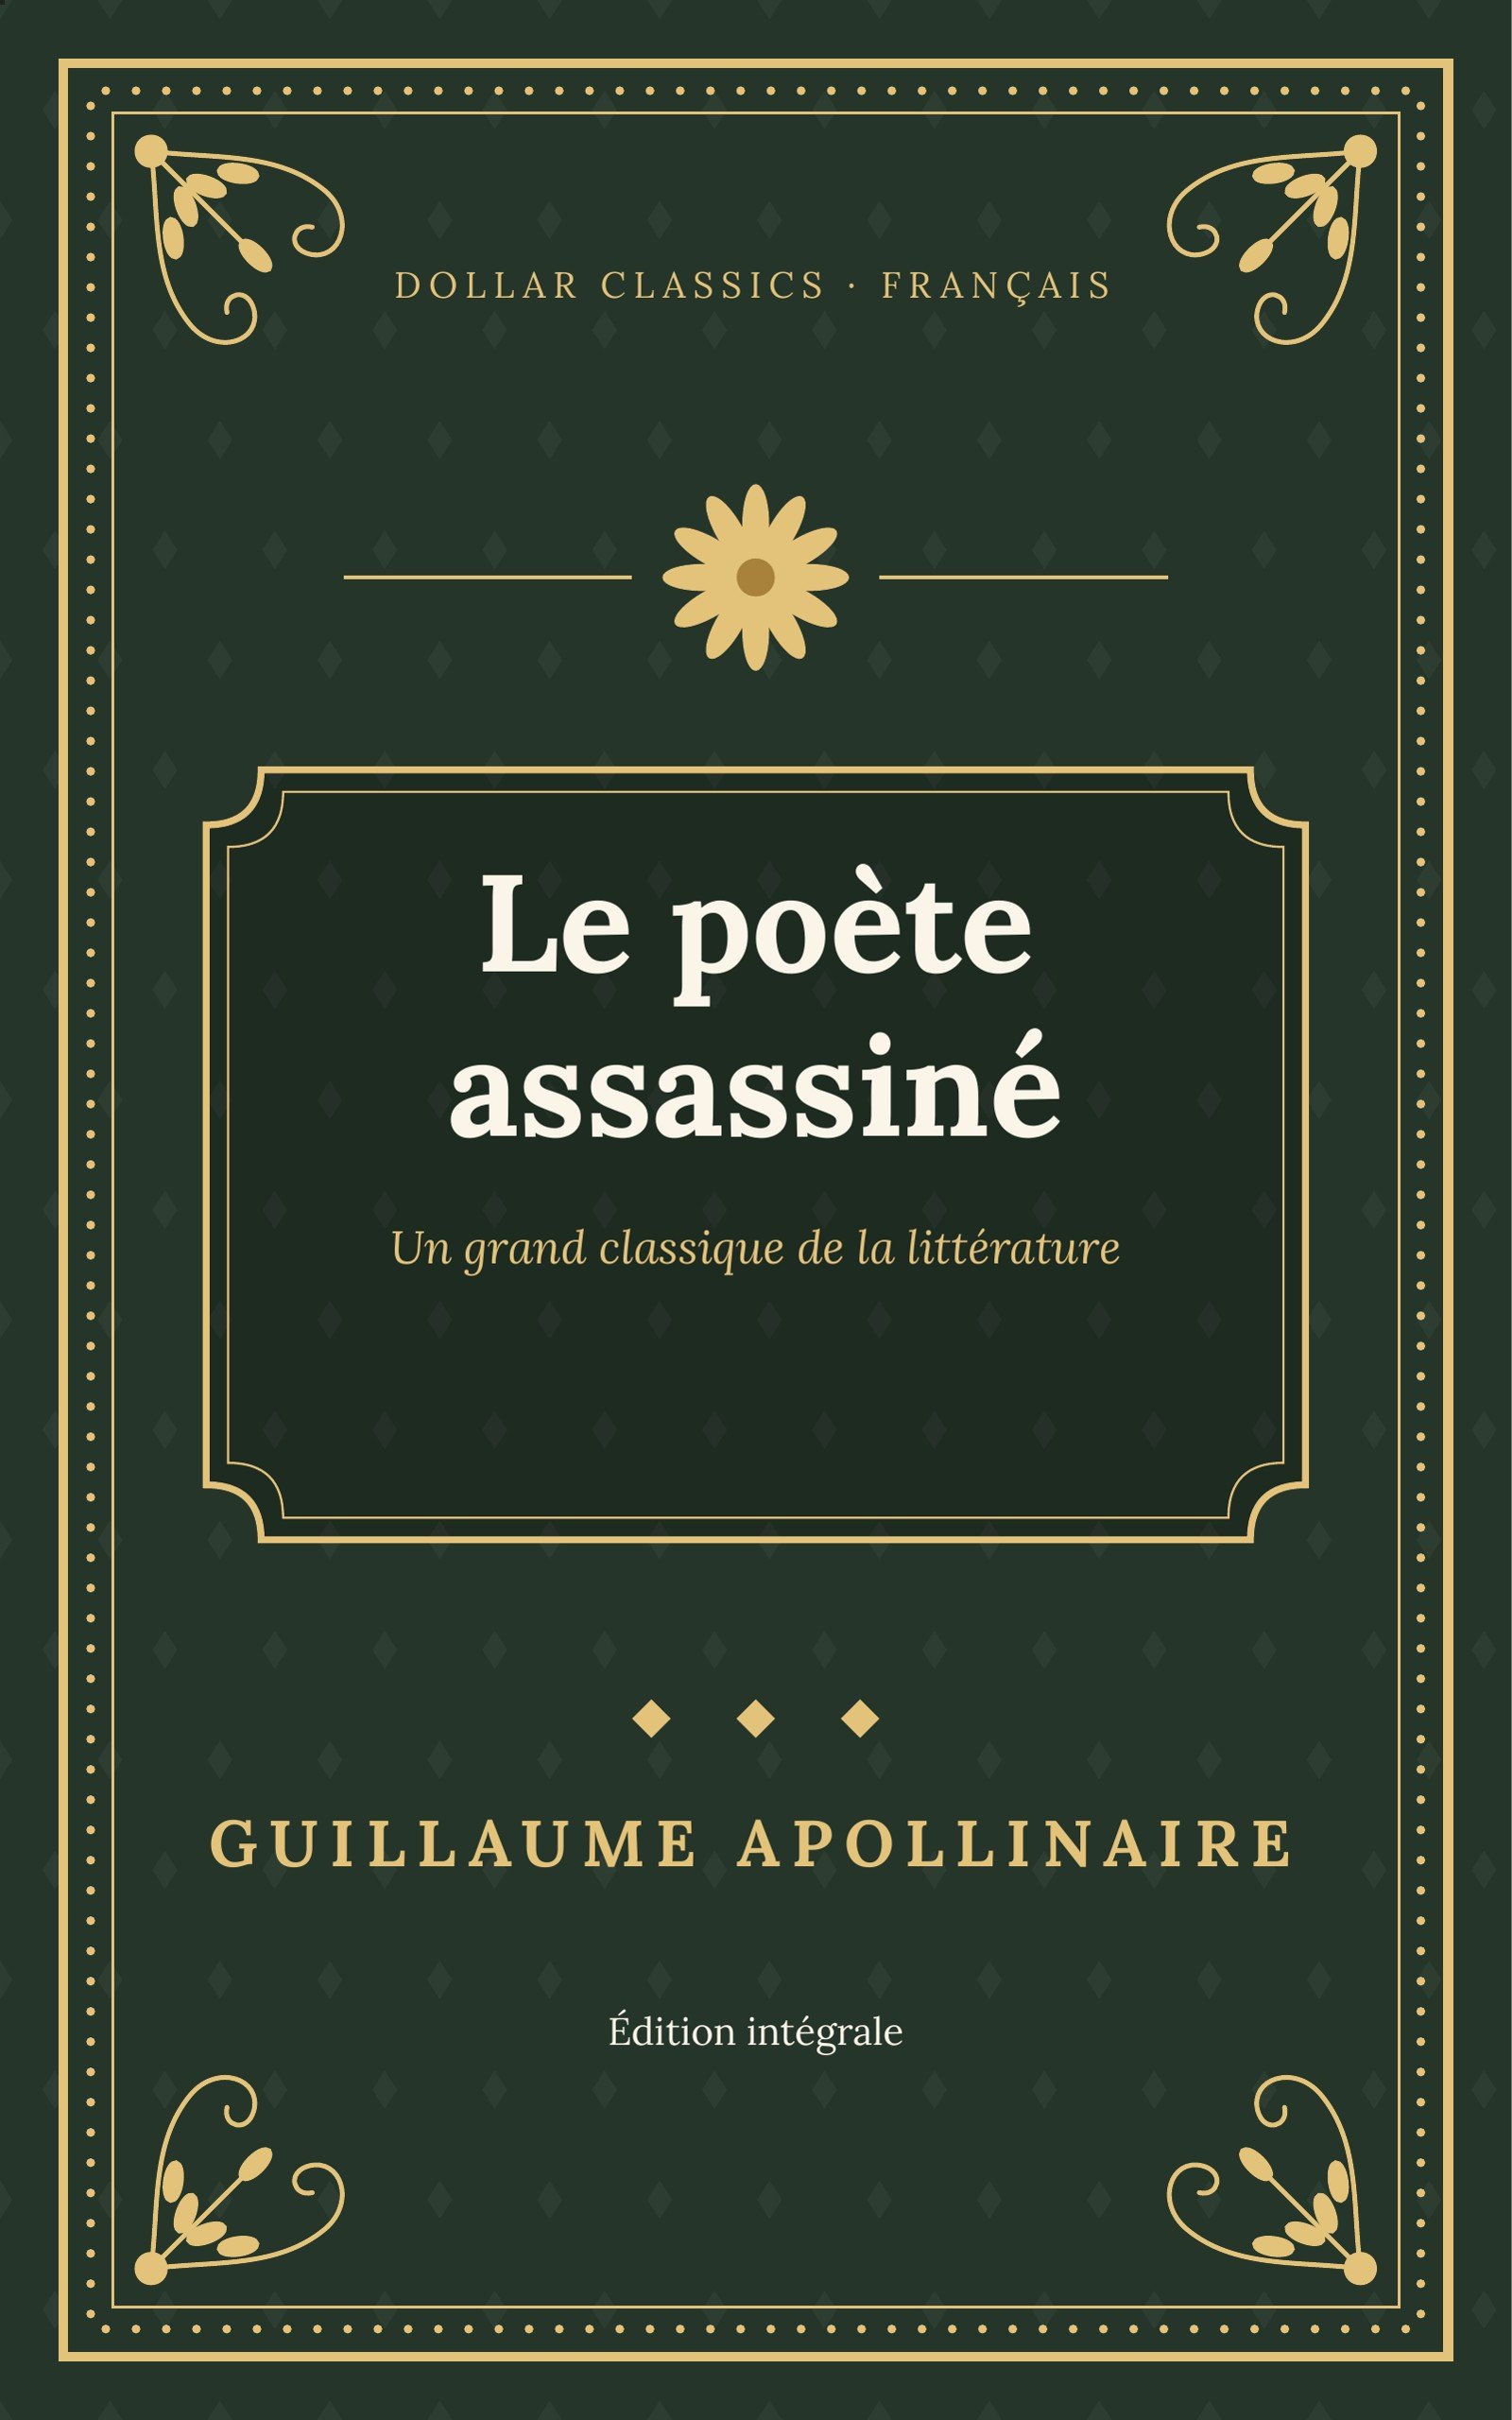 DOLLAR CLASSICS · FRANÇAIS
Le poète
assassiné
Un grand classique de la littérature
GUILLAUME APOLLINAIRE
Édition intégrale